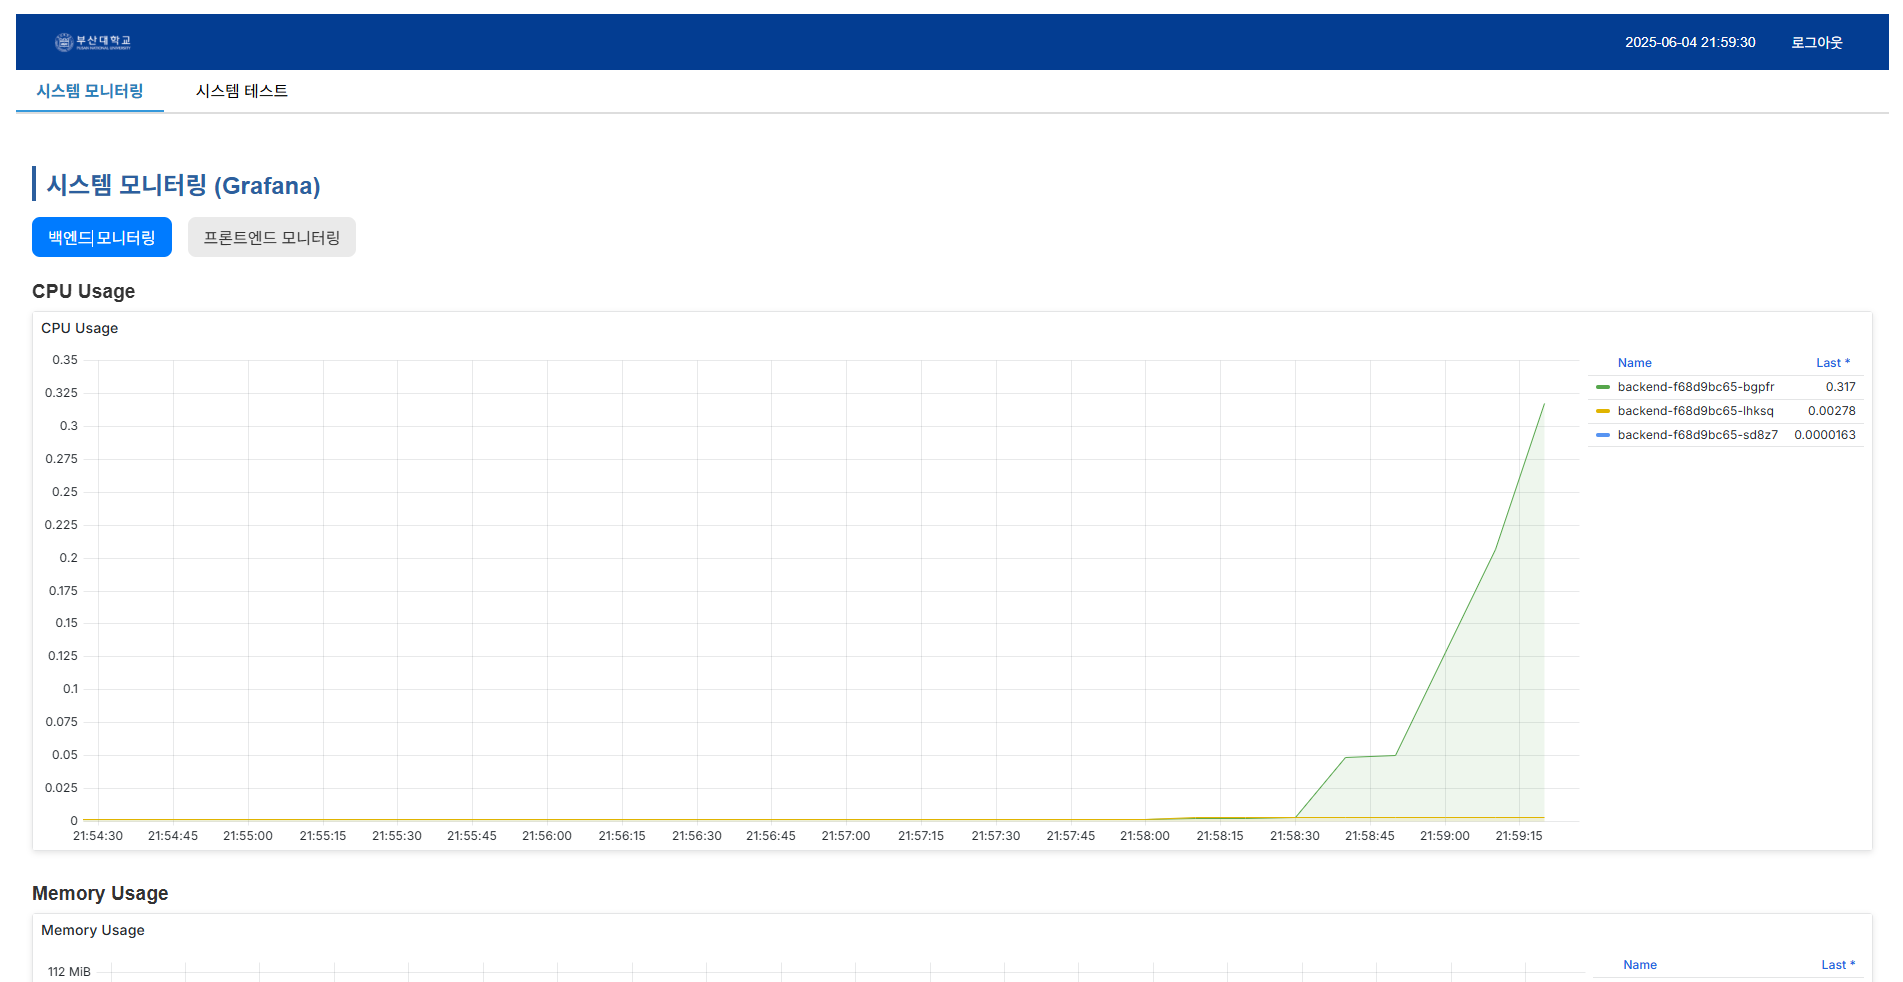 부산대학교
PUSAN NATIONAL UNIVERSITY
2025-06-04 21:59:30
로그아웃
시스템 모니터링
시스템 테스트
시스템 모니터링 (Grafana)
백엔드 모니터링
프론트엔드 모니터링
CPU Usage
CPU Usage
0.35
0.325
0.3
0.275
0.25
0.225
0.2
0.175
0.15
0.125
0.1
0.075
0.05
0.025
0
21:54:30 21:54:45 21:55:00 21:55:15 21:55:30 21:55:45 21:56:00 21:56:15 21:56:30 21:56:45 21:57:00 21:57:15 21:57:30 21:57:45 21:58:00 21:58:15 21:58:30 21:58:45 21:59:00 21:59:15
Name Last *
backend-f68d9bc65-bgpfr 0.317
backend-f68d9bc65-lhksq 0.00278
backend-f68d9bc65-sd8z7 0.0000163
Memory Usage
Memory Usage
112 MiB
Name Last *